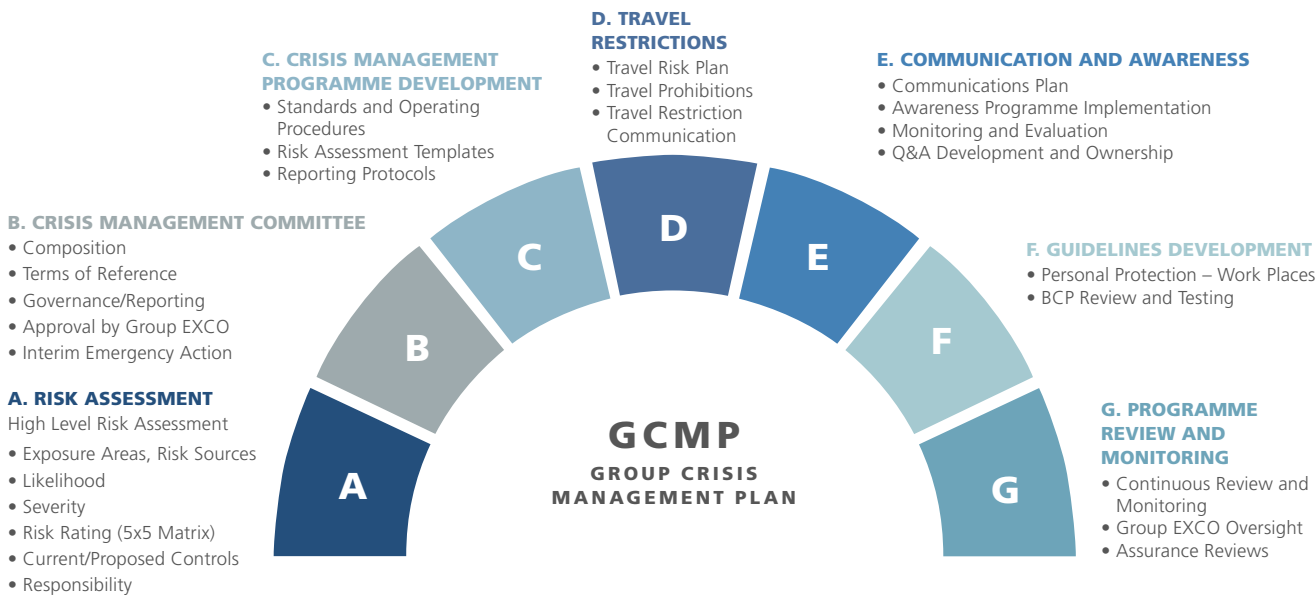 A. RISK ASSESSMENT
High Level Risk Assessment
• Exposure Areas, Risk Sources
• Likelihood
• Severity
• Risk Rating (5x5 Matrix)
• Current/Proposed Controls
• Responsibility
B. CRISIS MANAGEMENT COMMITTEE
• Composition
• Terms of Reference
• Governance/Reporting
• Approval by Group EXCO
• Interim Emergency Action
C. CRISIS MANAGEMENT
PROGRAMME DEVELOPMENT
• Standards and Operating
Procedures
• Risk Assessment Templates
• Reporting Protocols
D. TRAVEL
RESTRICTIONS
• Travel Risk Plan
• Travel Prohibitions
• Travel Restriction
Communication
E. COMMUNICATION AND AWARENESS
• Communications Plan
• Awareness Programme Implementation
• Monitoring and Evaluation
• Q&A Development and Ownership
F. GUIDELINES DEVELOPMENT
• Personal Protection – Work Places
• BCP Review and Testing
G. PROGRAMME
REVIEW AND
MONITORING
• Continuous Review and
Monitoring
• Group EXCO Oversight
• Assurance Reviews
A
B
C
D
E
F
G
GCMP
GROUP CRISIS
MANAGEMENT PLAN